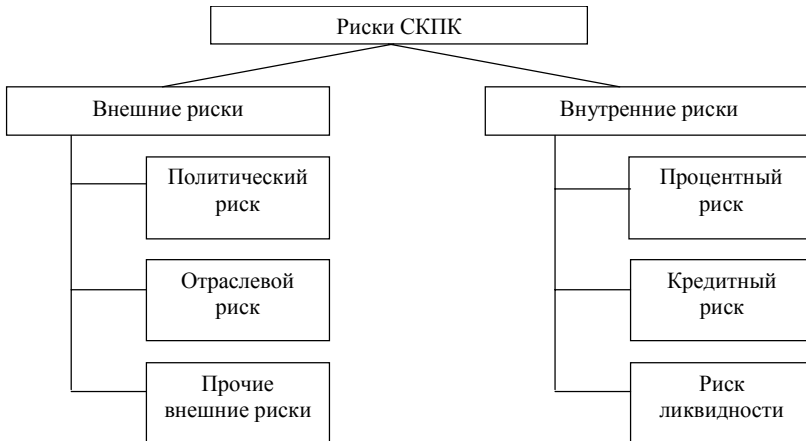 Риски СКПК
Внешние риски
Политический
риск
Отраслевой
риск
Прочие
внешние риски
Внутренние риски
Процентный
риск
Кредитный
риск
Риск
ликвидности